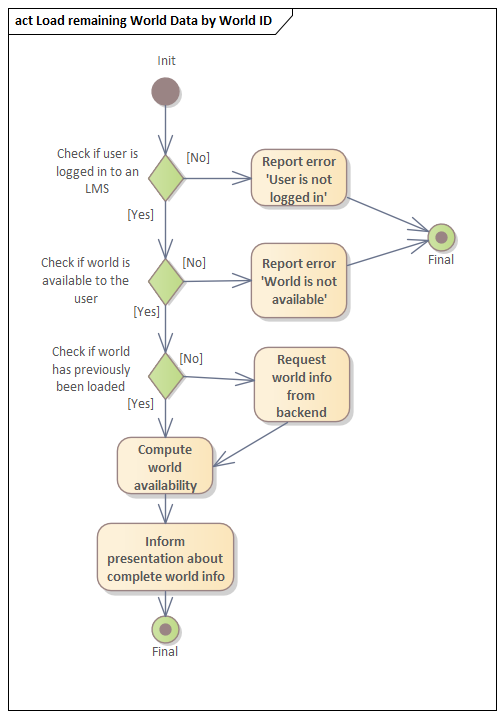 act Load remaining World Data by World ID
Init
Check if user is
logged in to an
LMS
[No]
Report error
'User is not
logged in'
[Yes]
Final
Check if world is
available to the
user
[No]
Report error
'World is not
available'
[Yes]
Check if world
has previously
been loaded
[No]
Request
world info
from
backend
[Yes]
Compute
world
availability
Inform
presentation about
complete world info
Final